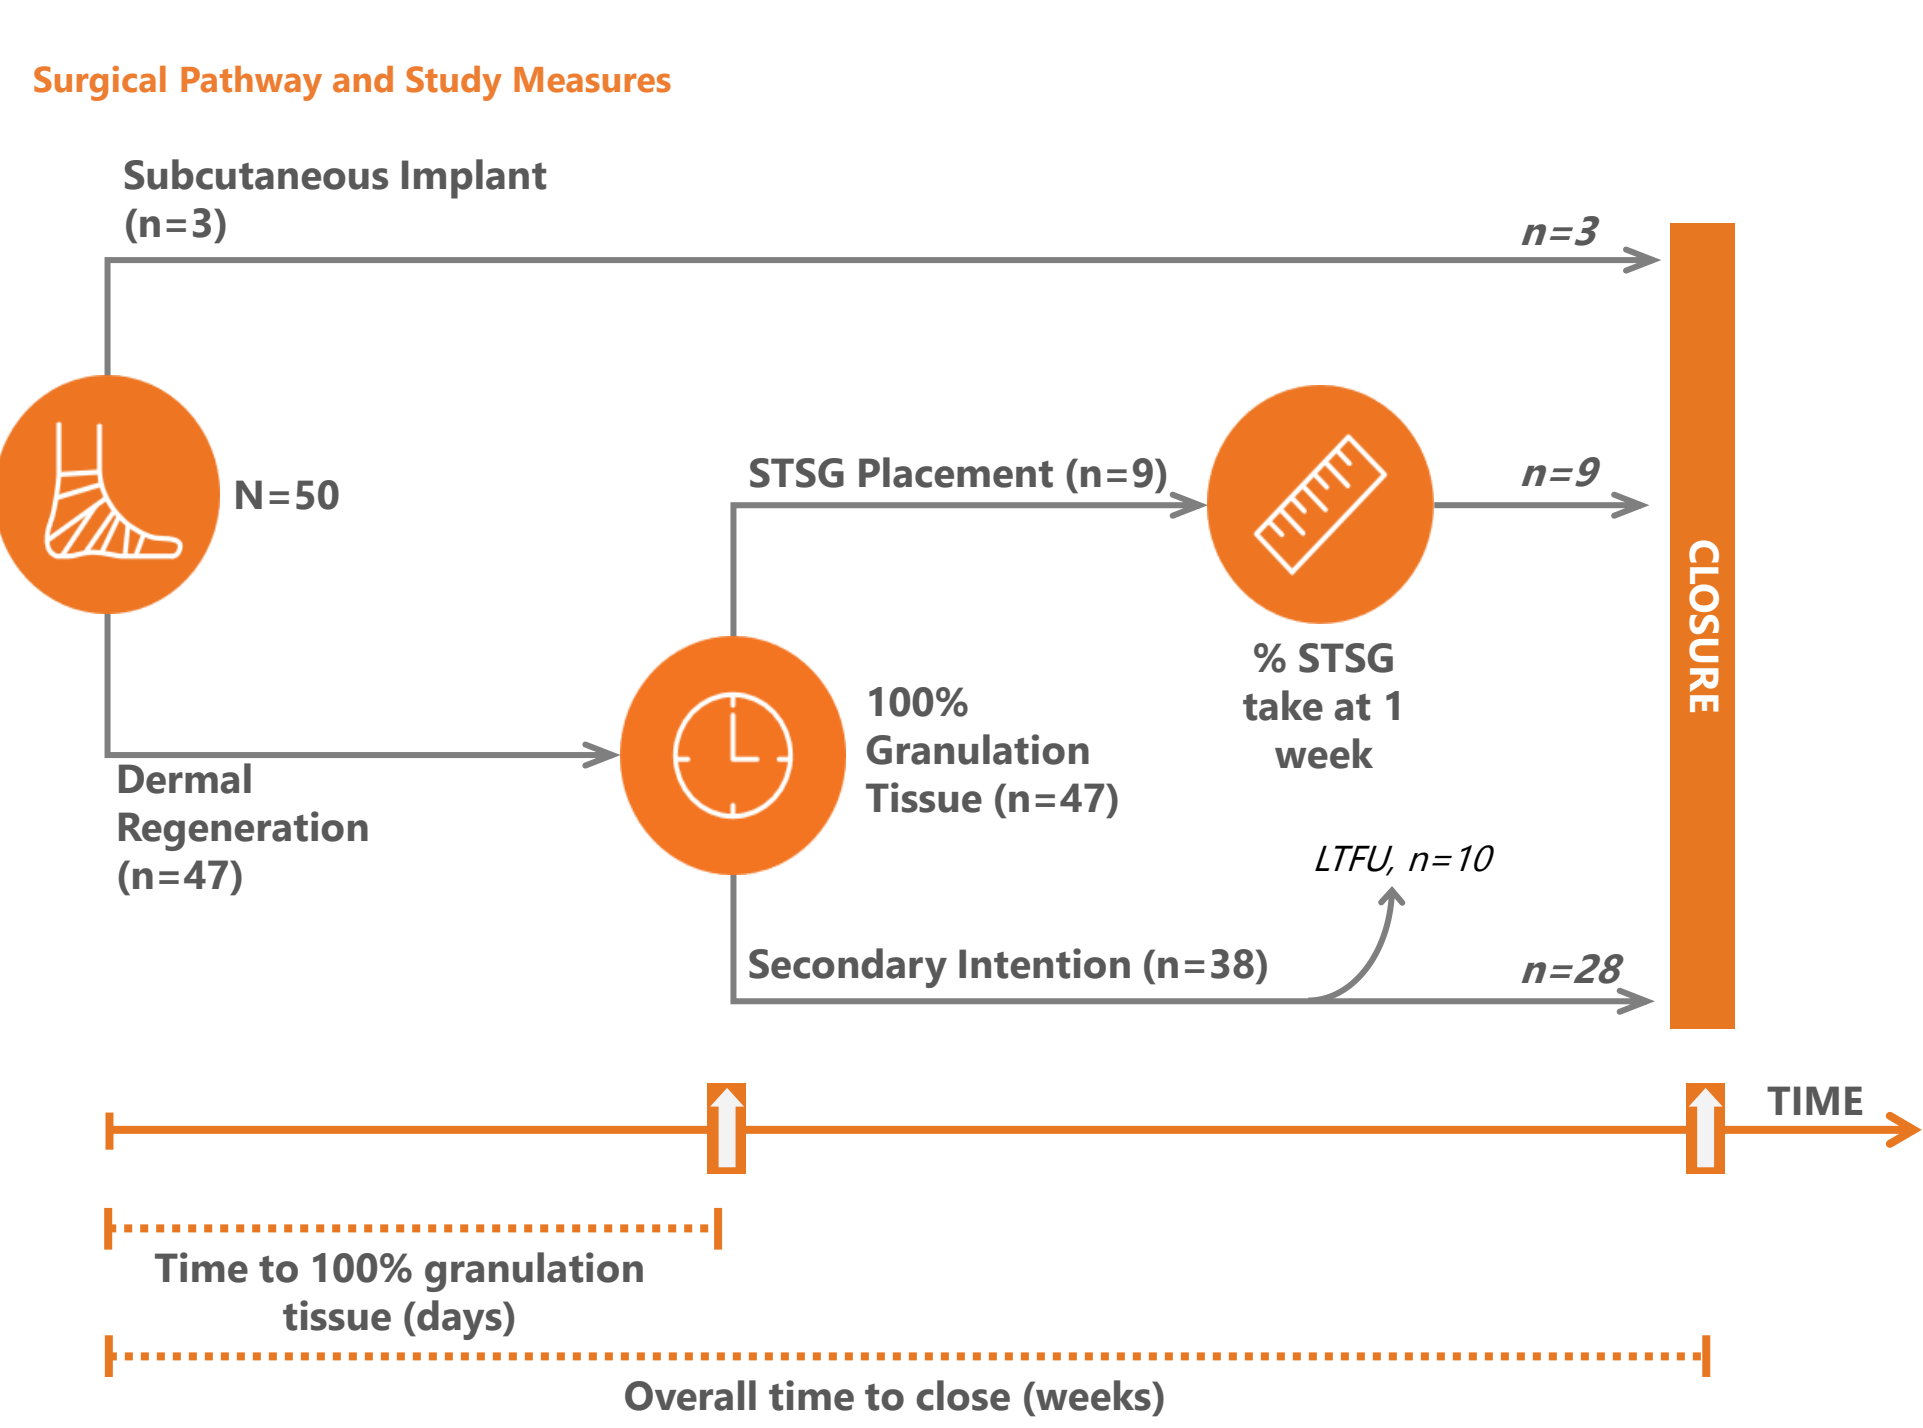 Surgical Pathway and Study Measures
Subcutaneous Implant
(n=3)
n=3
N=50
STSG Placement (n=9)
n=9
CLOSURE
% STSG
take at 1
week
100%
Granulation
Tissue (n=47)
Dermal
Regeneration
(n=47)
LTFU, n=10
Secondary Intention (n=38)
n=28
TIME
Time to 100% granulation
tissue (days)
Overall time to close (weeks)